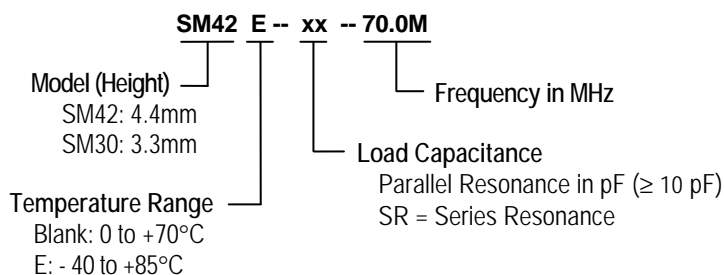 SM42 E-- xx --70.0M
Model (Height)
SM42: 4.4mm
SM30: 3.3mm
Frequency in MHz
Load Capacitance
Parallel Resonance in pF (≥ 10 pF)
SR = Series Resonance
Temperature Range
Blank: 0 to +70°C
E: - 40 to +85°C